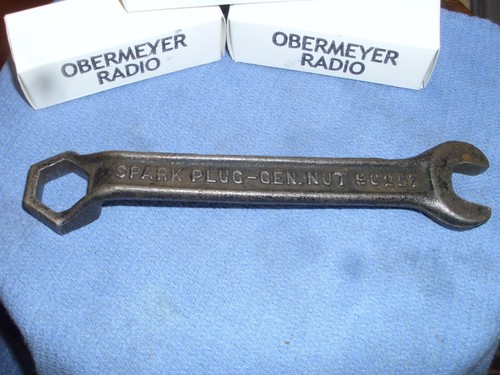 OBERMEYER
RADIO
OBERMEYER
RADIO
SPARK PLUG-GEN.NUT